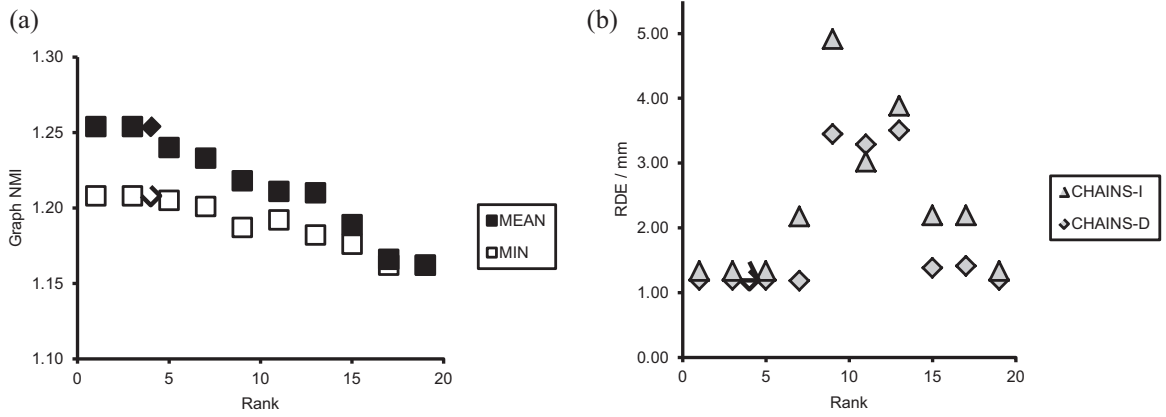 (a)
1.30
1.25
1.20
1.15
1.10
Graph NMI
0 5 10 15 20
Rank
MEAN
MIN
(b)
5.00
4.00
3.00
2.00
1.00
0.00
RDE / mm
0 5 10 15 20
Rank
CHAINS-I
CHAINS-D